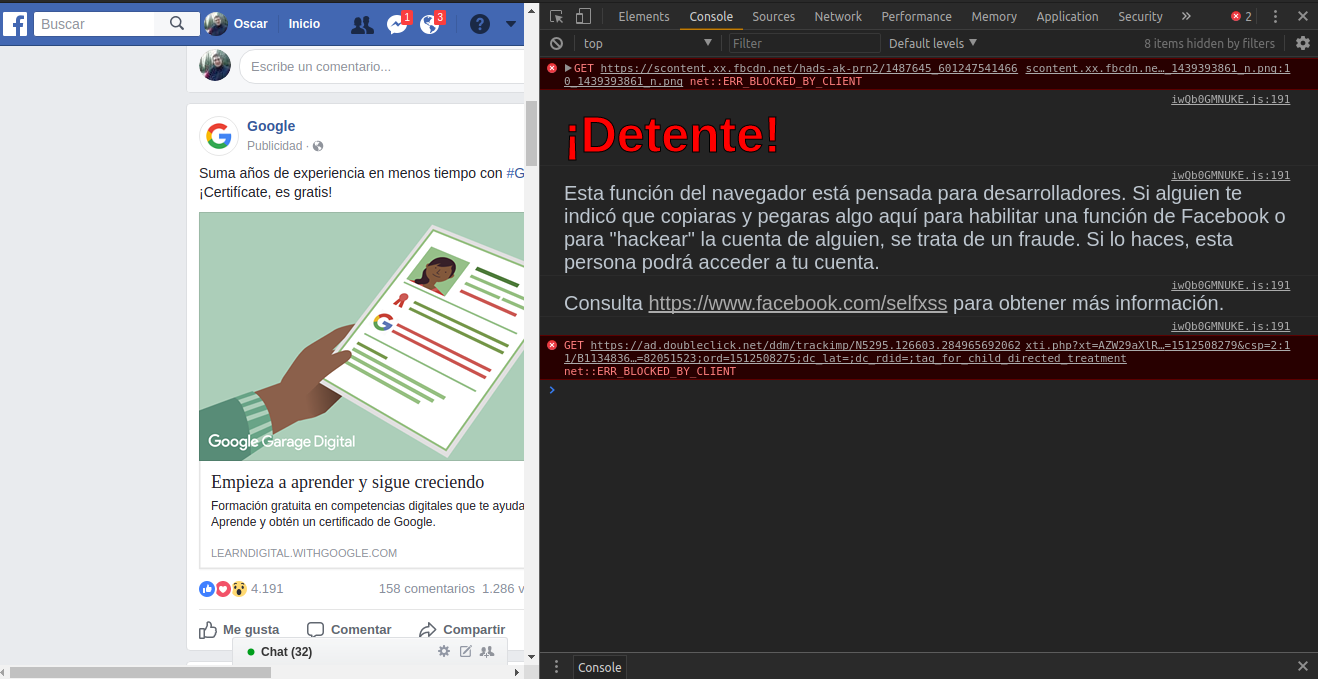 Buscar
Oscar
Inicio
1
3
Escribe un comentario...
Google
Publicidad ·
Suma años de experiencia en menos tiempo con #G
¡Certifícate, es gratis!
Google Garage Digital
Empieza a aprender y sigue creciendo
Formación gratuita en competencias digitales que te ayuda
Aprende y obtén un certificado de Google.
LEARNDIGITAL.WITHGOOGLE.COM
4.191
158 comentarios 1.286 v
Me gusta Comentar Compartir
Chat (32)
Elements Console Sources Network Performance Memory Application Security » 2
top Filter Default levels 8 items hidden by filters
GET https://scontent.xx.fbcdn.net/hads-ak-prn2/1487645_601247541466 scontent.xx.fbcdn.ne…_1439393861_n.png:1
0_1439393861_n.png net::ERR_BLOCKED_BY_CLIENT
iwQb0GMNUKE.js:191
¡Detente!
iwQb0GMNUKE.js:191
Esta función del navegador está pensada para desarrolladores. Si alguien te
indicó que copiaras y pegaras algo aquí para habilitar una función de Facebook o
para "hackear" la cuenta de alguien, se trata de un fraude. Si lo haces, esta
persona podrá acceder a tu cuenta.
iwQb0GMNUKE.js:191
Consulta https://www.facebook.com/selfxss para obtener más información.
iwQb0GMNUKE.js:191
GET https://ad.doubleclick.net/ddm/trackimp/N5295.126603.284965692062 xti.php?xt=AZW29aXlR…=1512508279&csp=2:1
1/B1134836…=82051523;ord=1512508275;dc_lat=;dc_rdid=;tag_for_child_directed_treatment
net::ERR_BLOCKED_BY_CLIENT
Console